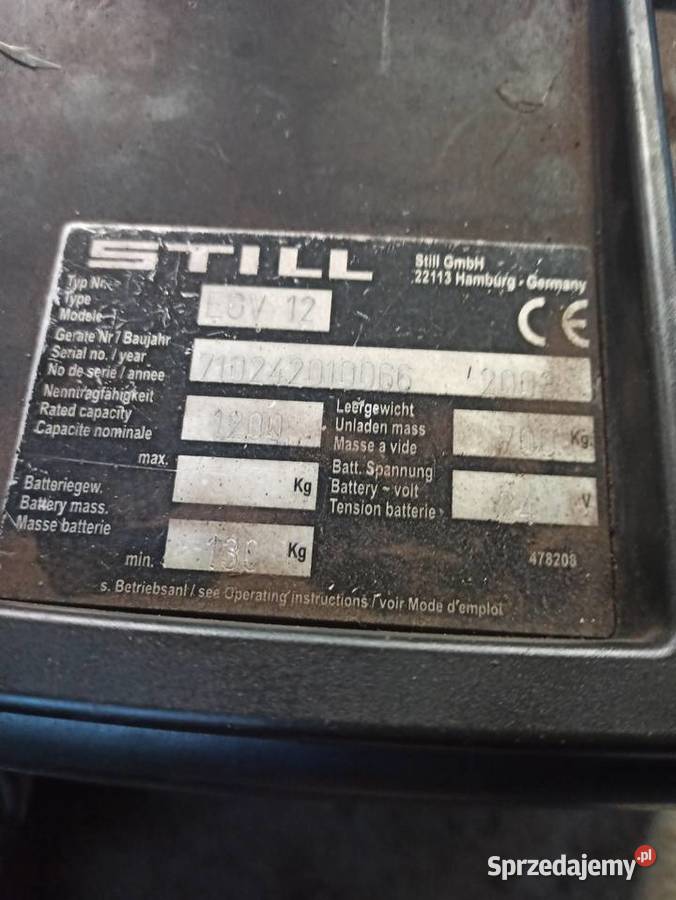 STILL
Still GmbH
22113 Hamburg - Germany
Typ Nr.
Type
Modele
EGV 12
Geräte Nr / Baujahr
Serial no. / year
No de serie / annee
710242010066 /
Nenntragfähigkeit
Rated capacity
Capacite nominale
1200
Leergewicht
Unladen mass
Masse a vide
Kg.
max.
Kg
Batteriegew.
Battery mass.
Masse batterie
min.
Kg
Batt. Spannung
Battery ~ volt
Tension batterie
V
478208
s. Betriebsanl / see Operating instructions / voir Mode d'emploi
Sprzedajemy.pl